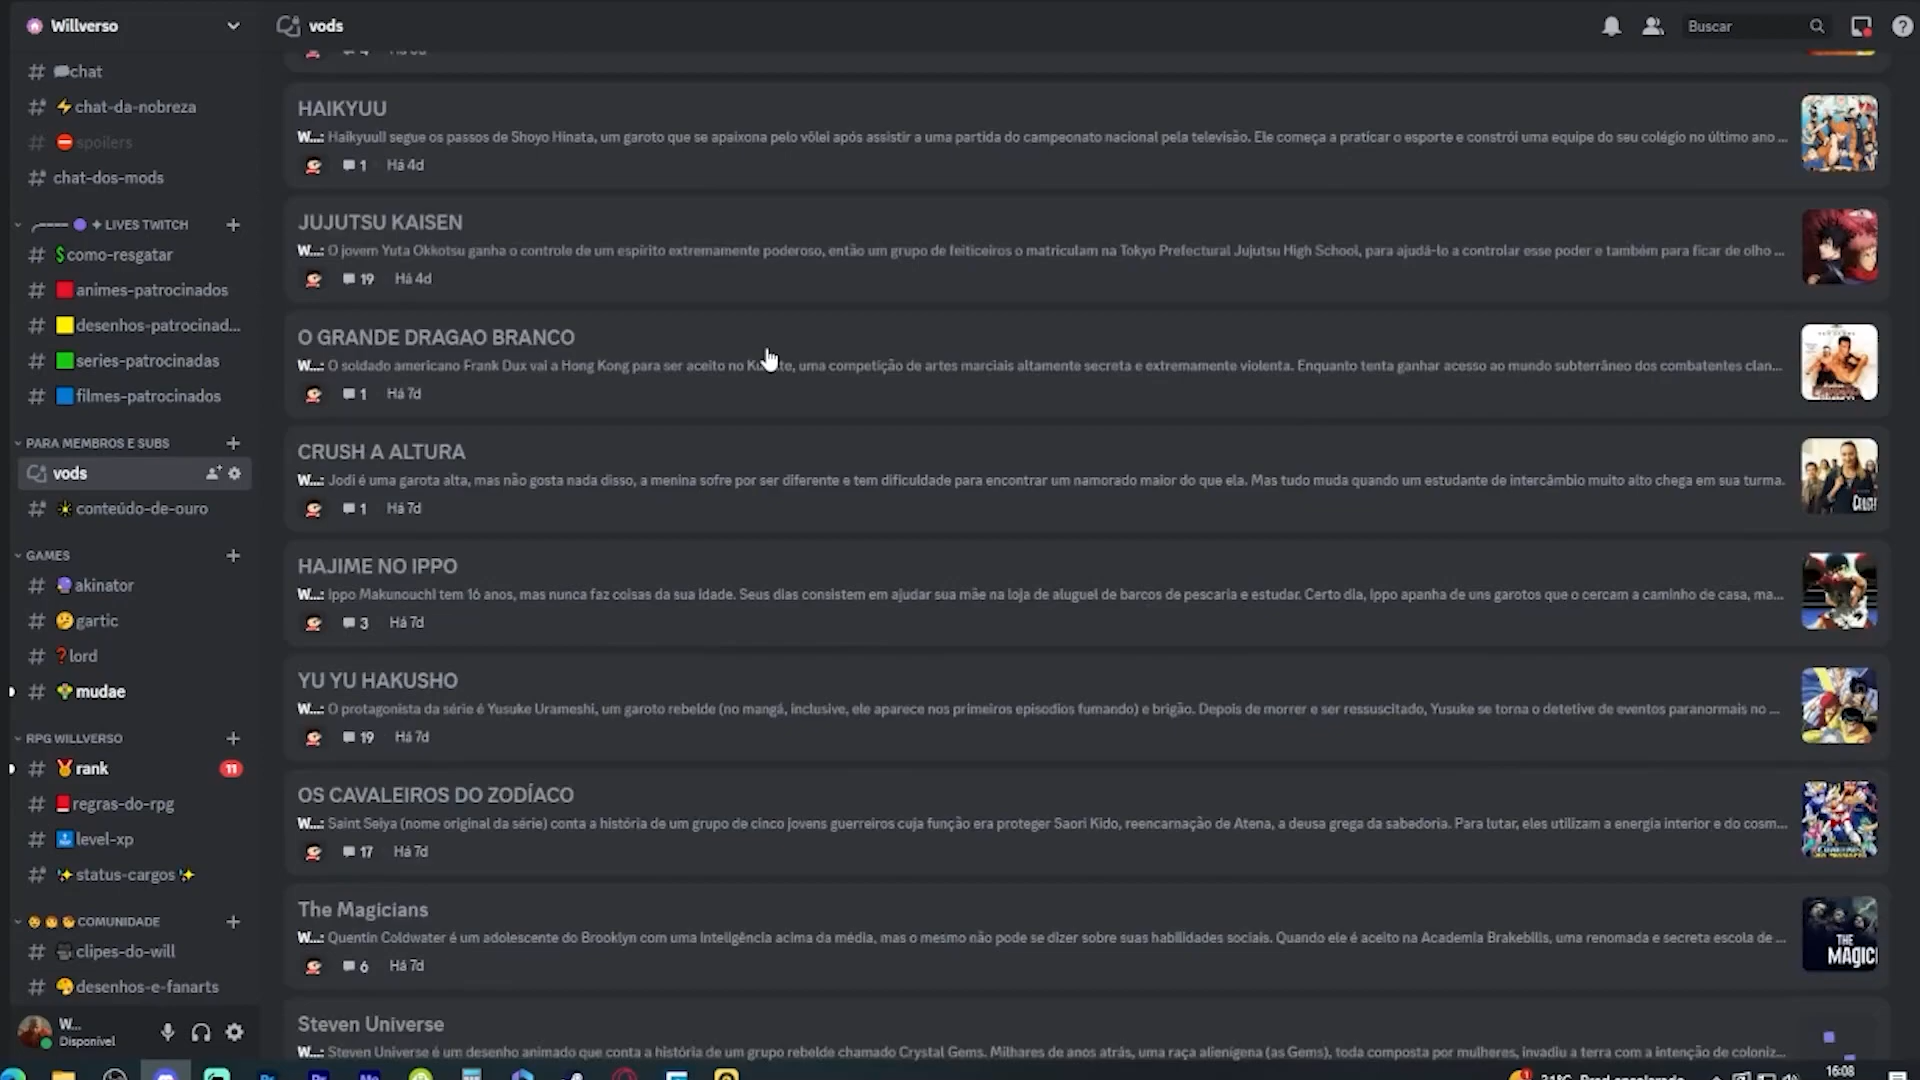 Willverso
chat
chat-da-nobreza
spoilers
chat-dos-mods
LIVES TWITCH
como-resgatar
animes-patrocinados
desenhos-patrocinad...
series-patrocinadas
filmes-patrocinados
PARA MEMBROS E SUBS
vods
conteúdo-de-ouro
GAMES
akinator
gartic
lord
mudae
RPG WILLVERSO
rank 11
regras-do-rpg
level-xp
status-cargos
COMUNIDADE
clipes-do-will
desenhos-e-fanarts
W...
Disponível
vods
Buscar
HAIKYUU
W...: Haikyuull segue os passos de Shoyo Hinata, um garoto que se apaixona pelo vôlei após assistir a uma partida do campeonato nacional pela televisão. Ele começa a praticar o esporte e constrói uma equipe do seu colégio no último ano ...
1 Há 4d
JUJUTSU KAISEN
W...: O jovem Yuta Okkotsu ganha o controle de um espírito extremamente poderoso, então um grupo de feiticeiros o matriculam na Tokyo Prefectural Jujutsu High School, para ajudá-lo a controlar esse poder e também para ficar de olho ...
19 Há 4d
O GRANDE DRAGAO BRANCO
W...: O soldado americano Frank Dux vai a Hong Kong para ser aceito no uma competição de artes marciais altamente secreta e extremamente violenta. Enquanto tenta ganhar acesso ao mundo subterrâneo dos combatentes clan...
1 Há 7d
CRUSH A ALTURA
W...: Jodi é uma garota alta, mas não gosta nada disso, a menina sofre por ser diferente e tem dificuldade para encontrar um namorado maior do que ela. Mas tudo muda quando um estudante de intercâmbio muito alto chega em sua turma.
1 Há 7d
HAJIME NO IPPO
W...: Ippo Makunouchi tem 16 anos, mas nunca faz coisas da sua idade. Seus dias consistem em ajudar sua mãe na loja de aluguel de barcos de pescaria e estudar. Certo dia, Ippo apanha de uns garotos que o cercam a caminho de casa, ma...
3 Há 7d
YU YU HAKUSHO
W...: O protagonista da série é Yusuke Urameshi, um garoto rebelde (no mangá, inclusive, ele aparece nos primeiros episodios fumando) e brigão. Depois de morrer e ser ressuscitado, Yusuke se torna o detetive de eventos paranormais no ...
19 Há 7d
OS CAVALEIROS DO ZODÍACO
W...: Saint Seiya (nome original da série) conta a história de um grupo de cinco jovens guerreiros cuja função era proteger Saori Kido, reencarnação de Atena, a deusa grega da sabedoria. Para lutar, eles utilizam a energia interior e do cosm...
17 Há 7d
The Magicians
W...: Quentin Coldwater é um adolescente do Brooklyn com uma inteligência acima da média, mas o mesmo não pode se dizer sobre suas habilidades sociais. Quando ele é aceito na Academia Brakebills, uma renomada e secreta escola de ...
6 Há 7d
THE
MAGIC
Steven Universe
W...: Steven Universe é um desenho animado que conta a história de um grupo rebelde chamado Crystal Gems. Milhares de anos atrás, uma raça alienígena (as Gems), toda composta por mulheres, invadiu a terra com a intenção de coloniz...
16:08